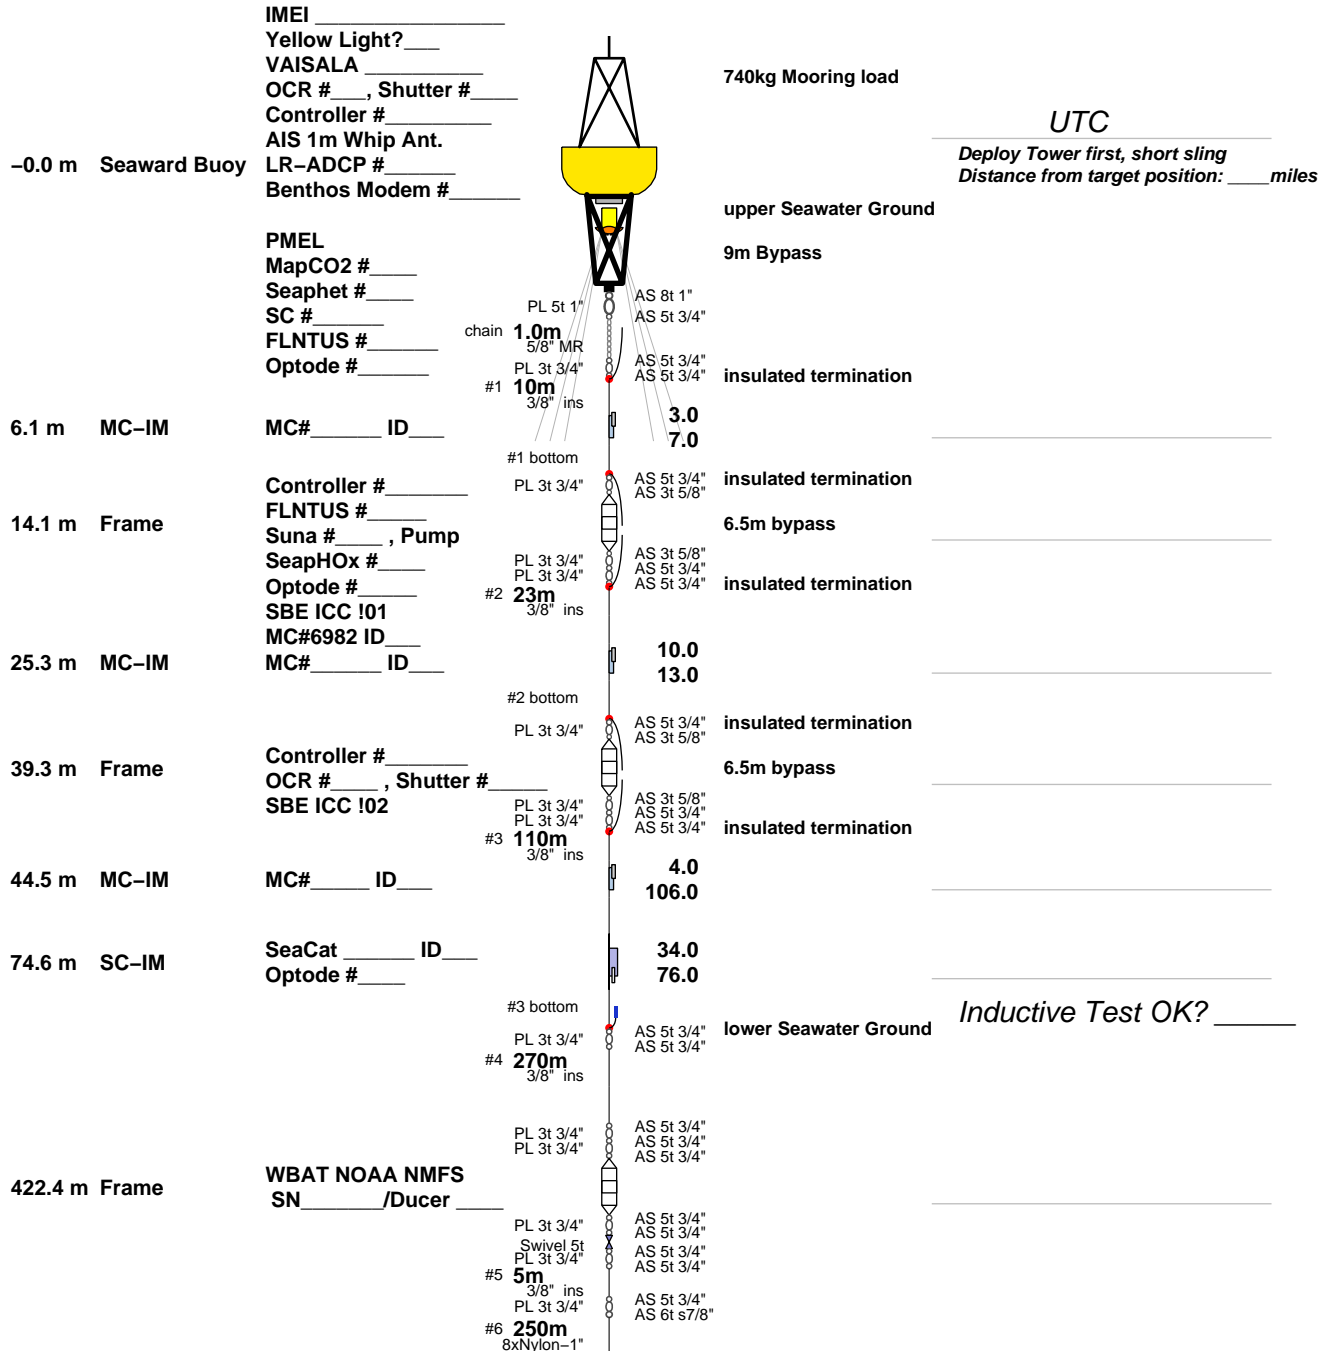 IMEI ________________
Yellow Light?___
VAISALA __________
740kg Mooring load
OCR #___, Shutter #____
Controller #_________
UTC
AIS 1m Whip Ant.
Deploy Tower first, short sling
−0.0 m Seaward Buoy LR−ADCP #______
Distance from target position: ____miles
Benthos Modem #______
upper Seawater Ground
PMEL
9m Bypass
MapCO2 #____
Seaphet #____
PL 5t 1" AS 8t 1"
SC #______
AS 5t 3/4"
chain 1.0m
FLNTUS #______
5/8" MR
Optode #______
PL 3t 3/4" AS 5t 3/4"
AS 5t 3/4" insulated termination
#1 10m
3/8" ins
3.0
6.1 m MC−IM MC#______ ID___
7.0
#1 bottom
AS 5t 3/4" insulated termination
Controller #_______ PL 3t 3/4" AS 3t 5/8"
FLNTUS #_____
14.1 m Frame 6.5m bypass
Suna #____ , Pump
SeapHOx #____ PL 3t 3/4" AS 3t 5/8"
PL 3t 3/4" AS 5t 3/4"
Optode #_____ AS 5t 3/4" insulated termination
#2 23m
SBE ICC !01 3/8" ins
MC#6982 ID___
10.0
25.3 m MC−IM MC#______ ID___
13.0
#2 bottom
AS 5t 3/4" insulated termination
PL 3t 3/4" AS 3t 5/8"
Controller #_______
39.3 m Frame 6.5m bypass
OCR #____ , Shutter #_____
SBE ICC !02 PL 3t 3/4" AS 3t 5/8"
PL 3t 3/4" AS 5t 3/4"
AS 5t 3/4" insulated termination
#3 110m
3/8" ins
4.0
44.5 m MC−IM MC#_____ ID___
106.0
SeaCat ______ ID___ 34.0
74.6 m SC−IM
Optode #____ 76.0
#3 bottom
Inductive Test OK? _____
AS 5t 3/4" lower Seawater Ground
PL 3t 3/4" AS 5t 3/4"
#4 270m
3/8" ins
AS 5t 3/4"
PL 3t 3/4" AS 5t 3/4"
PL 3t 3/4" AS 5t 3/4"
WBAT NOAA NMFS
422.4 m Frame
SN_______/Ducer ____
AS 5t 3/4"
PL 3t 3/4" AS 5t 3/4"
Swivel 5t AS 5t 3/4"
PL 3t 3/4" AS 5t 3/4"
#5 5m
3/8" ins
AS 5t 3/4"
PL 3t 3/4" AS 6t s7/8"
#6 250m
8xNylon−1"